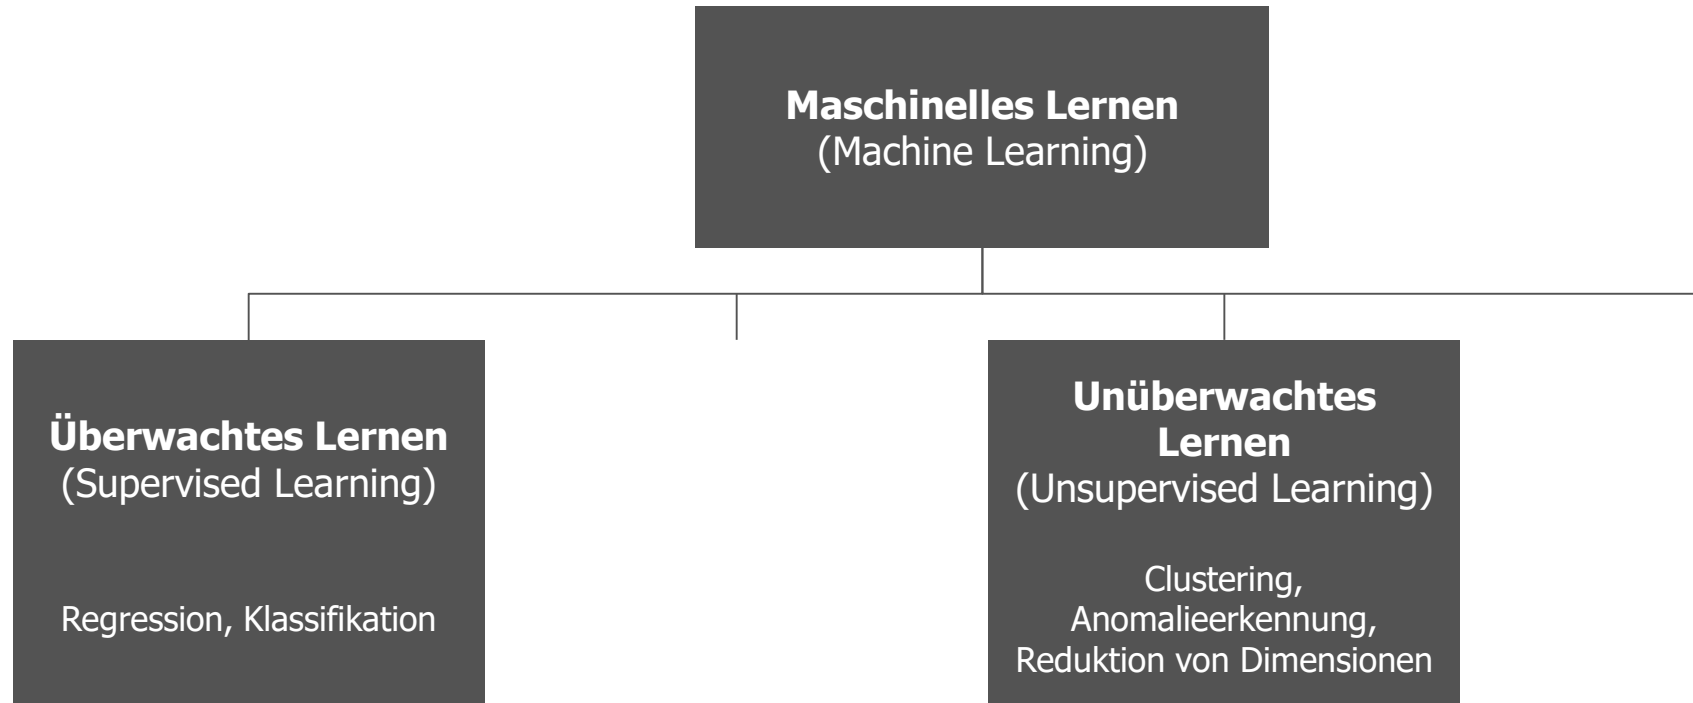 Maschinelles Lernen
(Machine Learning)
Überwachtes Lernen
(Supervised Learning)
Regression, Klassifikation
Unüberwachtes
Lernen
(Unsupervised Learning)
Clustering,
Anomalieerkennung,
Reduktion von Dimensionen